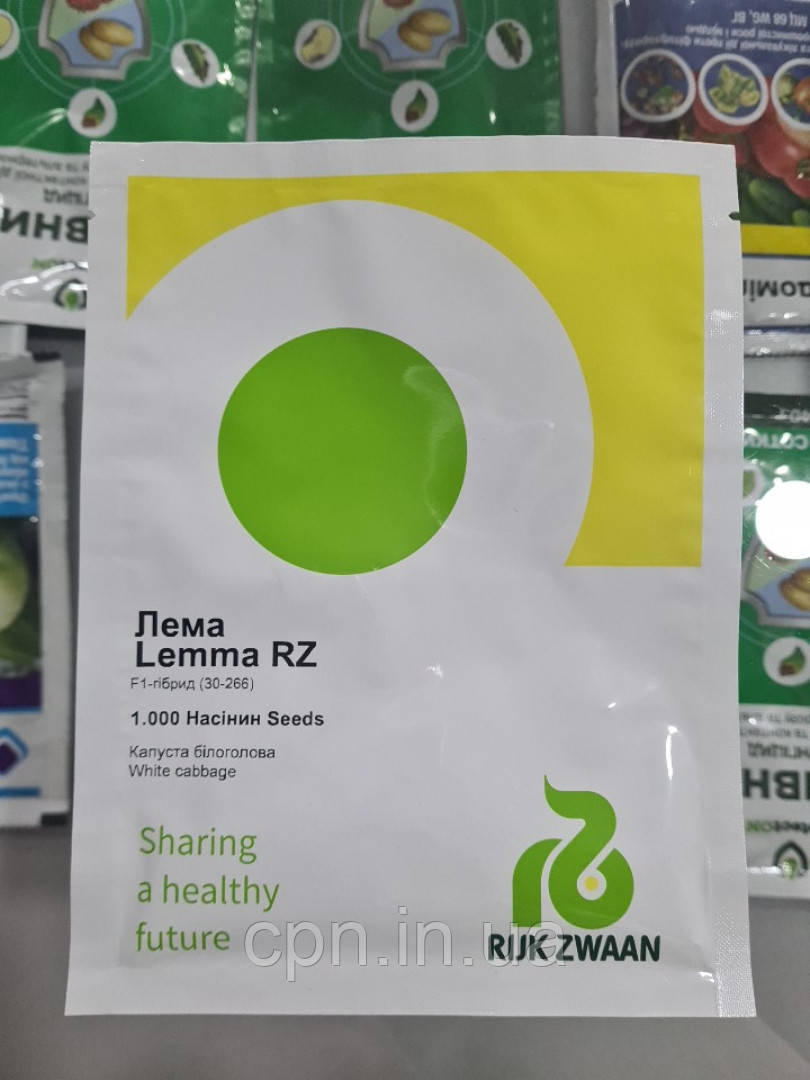 Лема
Lemma RZ
F1-гібрид (30-266)
1.000 Насінин Seeds
Капуста білоголова
White cabbage
Sharing
a healthy
future
RIJK ZWAAN
cpn.in.ua